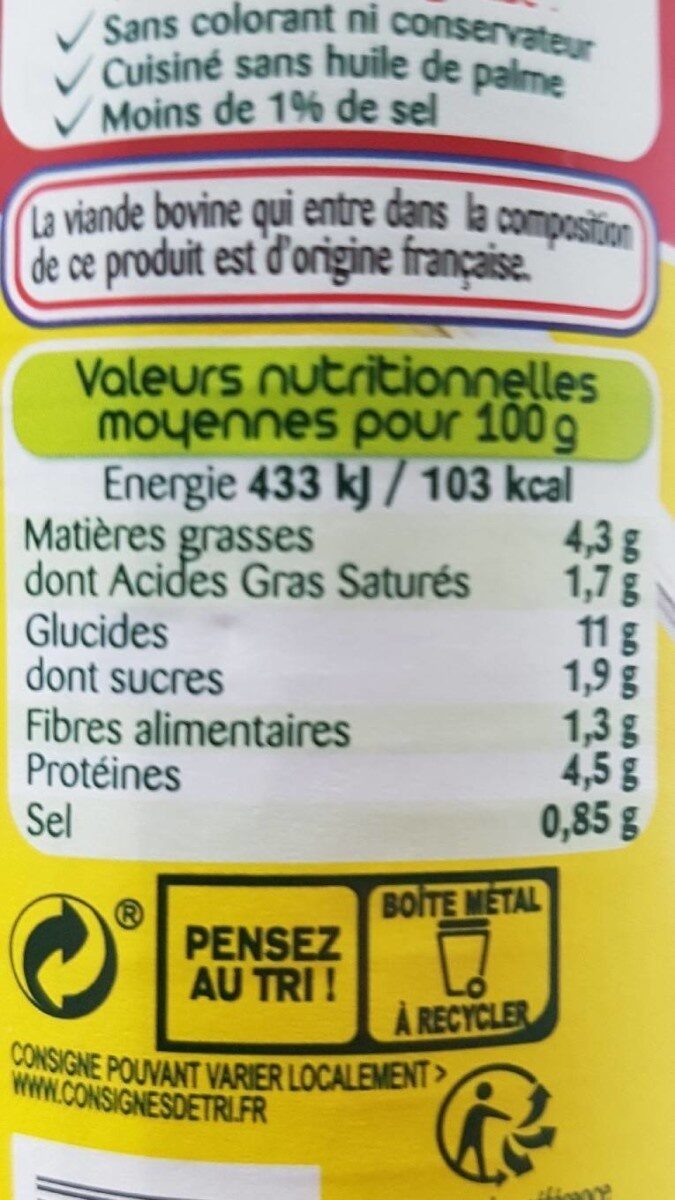 Sans colorant ni conservateur
Cuisiné sans huile de palme
Moins de 1% de sel
La viande bovine qui entre dans la composition
de ce produit est d'origine française.
Valeurs nutritionnelles
moyennes pour 100 g
Energie 433 kJ / 103 kcal
Matières grasses 4,3 g
dont Acides Gras Saturés 1,7 g
Glucides 11 g
dont sucres 1,9 g
Fibres alimentaires 1,3 g
Protéines 4,5 g
Sel 0,85 g
®
PENSEZ
AU TRI !
BOÎTE MÉTAL
À RECYCLER
CONSIGNE POUVANT VARIER LOCALEMENT >
WWW.CONSIGNESDETRI.FR